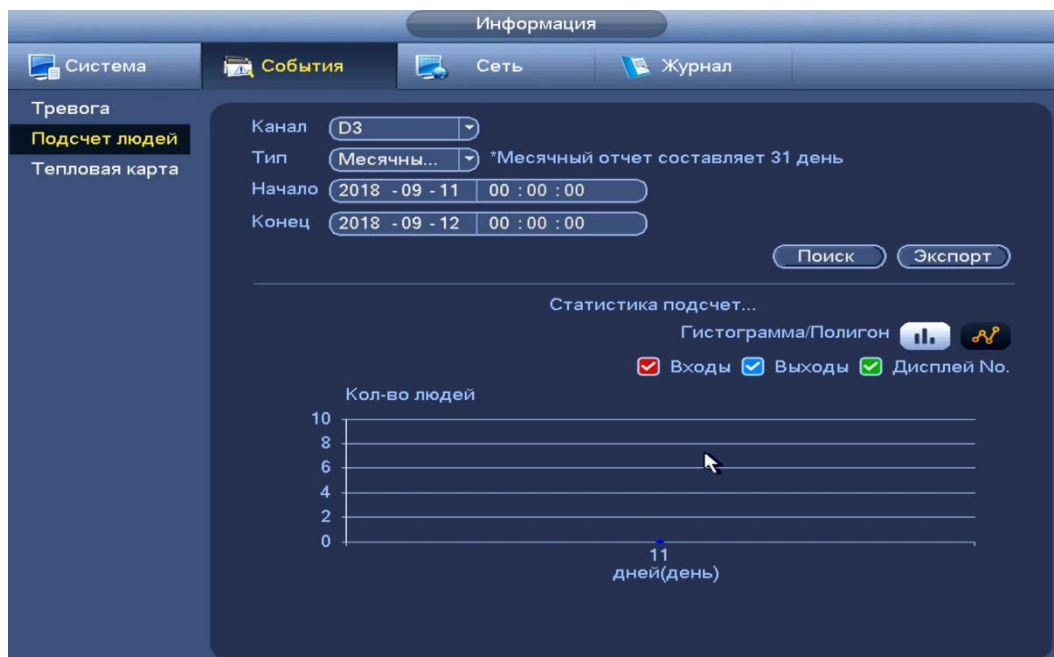 Информация
Система События Сеть Журнал
Тревога
Подсчет людей
Тепловая карта
Канал D3
Тип Месячны... *Месячный отчет составляет 31 день
Начало 2018 - 09 - 11 00 : 00 : 00
Конец 2018 - 09 - 12 00 : 00 : 00
Поиск Экспорт
Статистика подсчет...
Гистограмма/Полигон
Входы Выходы Дисплей No.
Кол-во людей
10
8
6
4
2
0
11
дней(день)